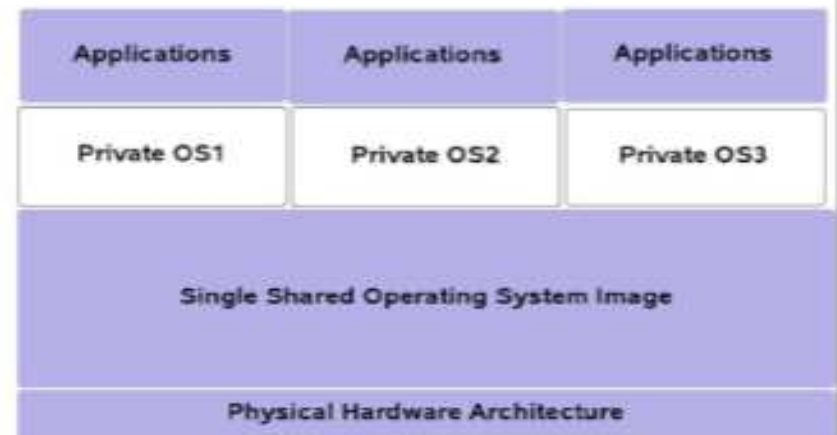 Applications Applications Applications
Private OS1 Private OS2 Private OS3
Single Shared Operating System Image
Physical Hardware Architecture